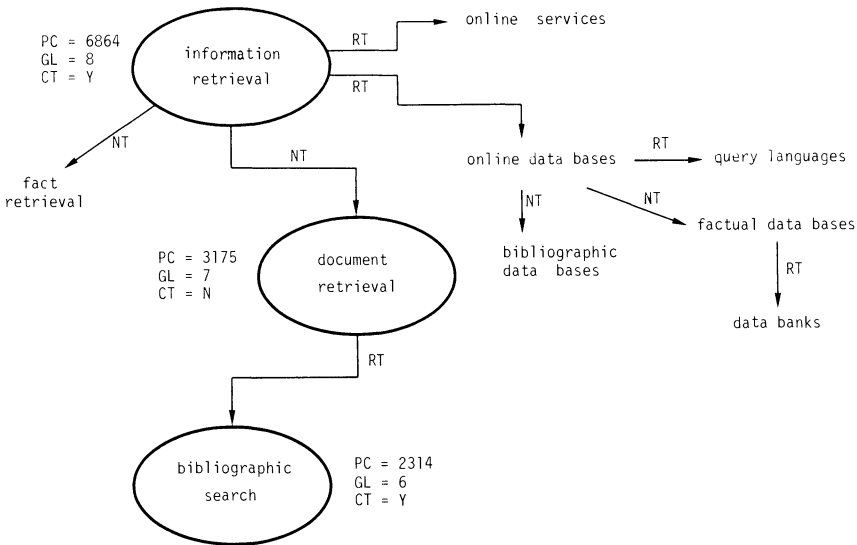 PC = 6864
GL = 8
CT = Y
information
retrieval
RT
online services
RT
NT
fact
retrieval
NT
online data bases
RT
query languages
NT
NT
factual data bases
bibliographic
data bases
RT
data banks
PC = 3175
GL = 7
CT = N
document
retrieval
RT
bibliographic
search
PC = 2314
GL = 6
CT = Y